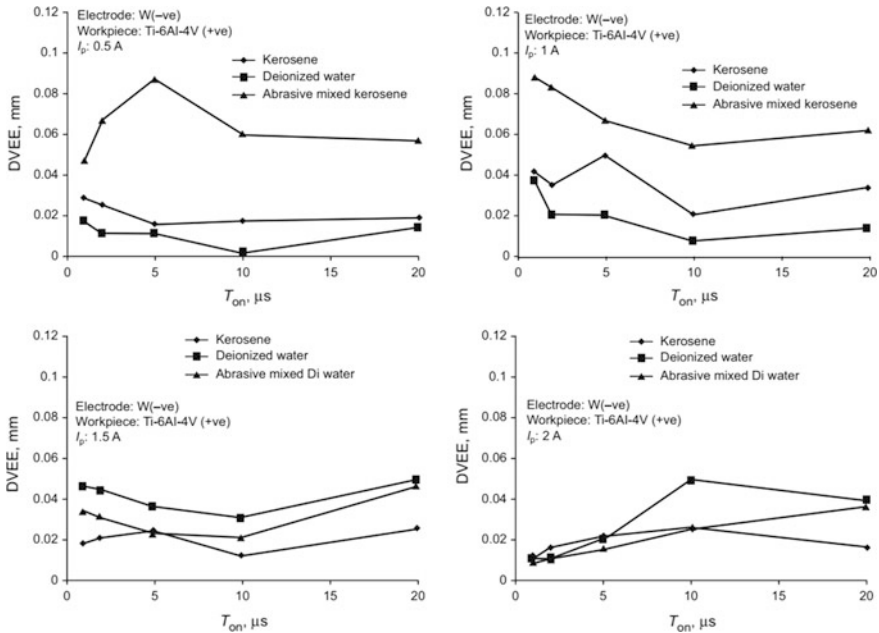 Electrode: W(–ve)
Workpiece: Ti-6Al-4V (+ve)
Ip: 0.5 A
Kerosene
Deionized water
Abrasive mixed kerosene
DVEE, mm
0.12
0.1
0.08
0.06
0.04
0.02
0
0
5
10
15
20
Ton, µs
Electrode: W(–ve)
Workpiece: Ti-6Al-4V (+ve)
Ip: 1 A
Kerosene
Deionized water
Abrasive mixed kerosene
DVEE, mm
0.12
0.1
0.08
0.06
0.04
0.02
0
0
5
10
15
20
Ton, µs
Kerosene
Deionized water
Abrasive mixed Di water
Electrode: W(–ve)
Workpiece: Ti-6Al-4V (+ve)
Ip: 1.5 A
DVEE, mm
0.12
0.1
0.08
0.06
0.04
0.02
0
0
5
10
15
20
Ton, µs
Kerosene
Deionized water
Abrasive mixed Di water
Electrode: W(–ve)
Workpiece: Ti-6Al-4V (+ve)
Ip: 2 A
DVEE, mm
0.12
0.1
0.08
0.06
0.04
0.02
0
0
5
10
15
20
Ton, µs